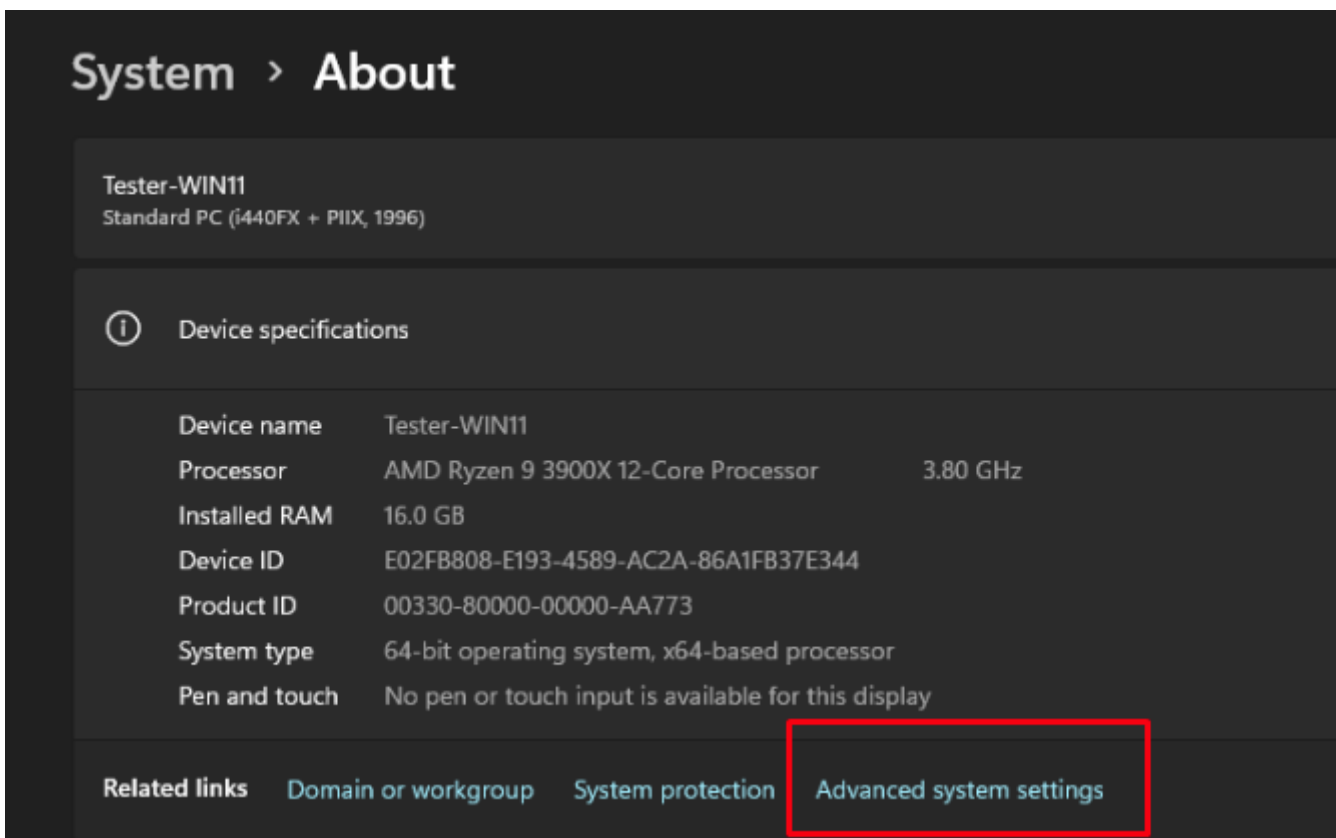 System > About
Tester-WIN11
Standard PC (i440FX + PIIX, 1996)
Device specifications
Device name Tester-WIN11
Processor AMD Ryzen 9 3900X 12-Core Processor 3.80 GHz
Installed RAM 16.0 GB
Device ID E02FB808-E193-4589-AC2A-86A1FB37E344
Product ID 00330-80000-00000-AA773
System type 64-bit operating system, x64-based processor
Pen and touch No pen or touch input is available for this display
Related links Domain or workgroup System protection Advanced system settings